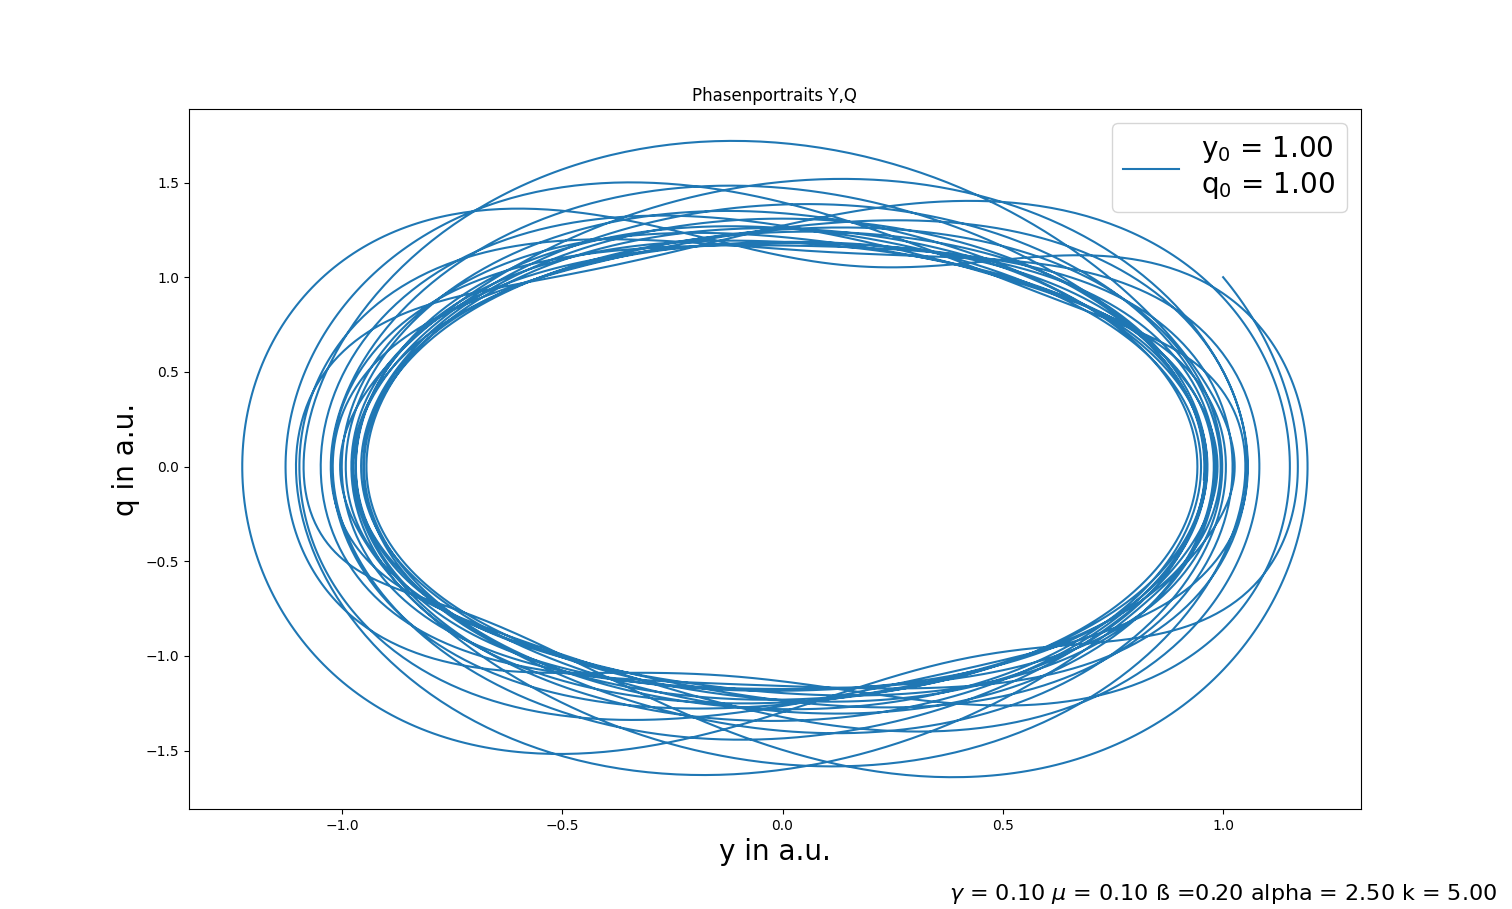 Phasenportraits Y,Q
y₀ = 1.00
q₀ = 1.00
1.5
1.0
0.5
0.0
−0.5
−1.0
−1.5
q in a.u.
−1.0 −0.5 0.0 0.5 1.0
y in a.u.
γ = 0.10 μ = 0.10 ß =0.20 alpha = 2.50 k = 5.00